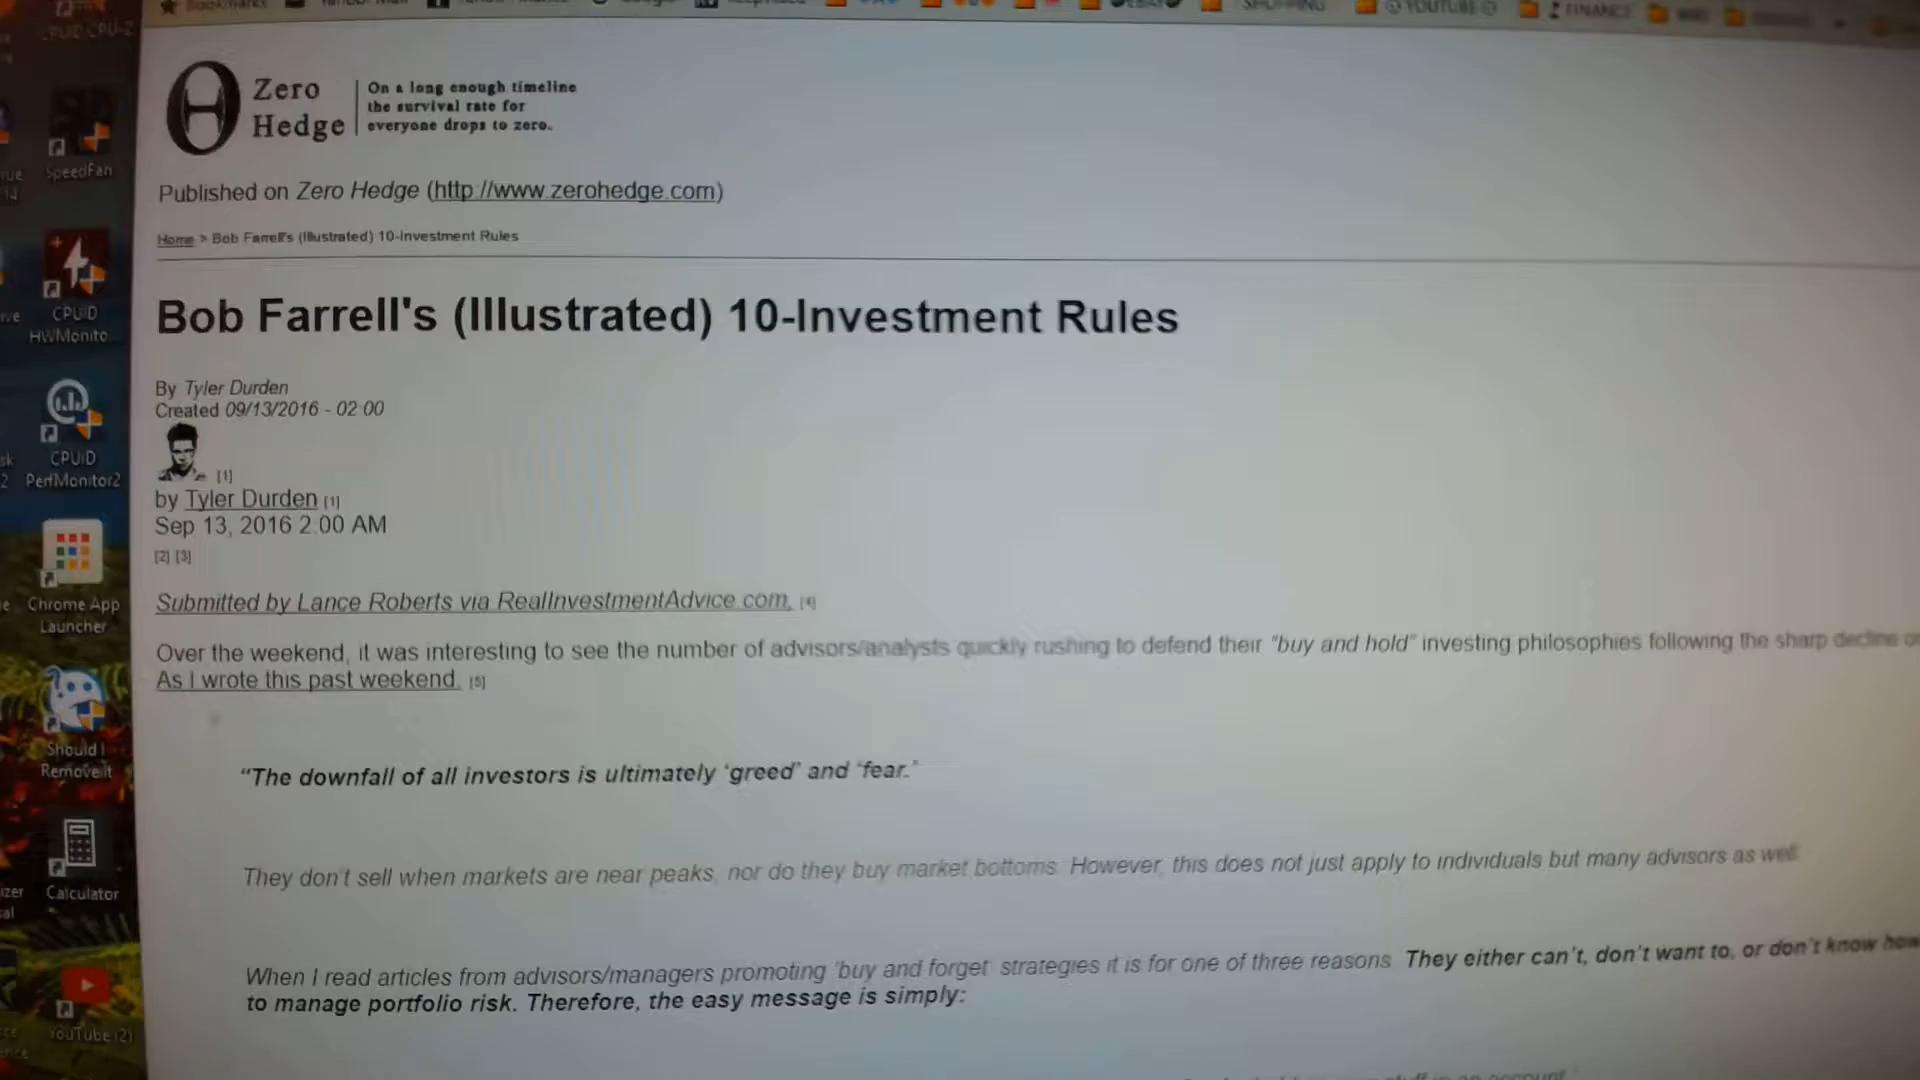 Bookmarks
YOUTUBE
FINANCE
CPUID CPU-Z
SpeedFan
CPUID
HWMonito...
CPUID
PerfMonitor2
Chrome App
Launcher
Should I
Remove it
Calculator
YouTube (2)
Zero
Hedge
On a long enough timeline
the survival rate for
everyone drops to zero.
Published on Zero Hedge (http://www.zerohedge.com)
Home > Bob Farrell's (Illustrated) 10-Investment Rules
Bob Farrell's (Illustrated) 10-Investment Rules
By Tyler Durden
Created 09/13/2016 - 02:00
[1]
by Tyler Durden [1]
Sep 13, 2016 2:00 AM
[2] [3]
Submitted by Lance Roberts via RealInvestmentAdvice.com, [4]
Over the weekend, it was interesting to see the number of advisors/analysts quickly rushing to defend their "buy and hold" investing philosophies following the sharp decline
As I wrote this past weekend. [5]
“The downfall of all investors is ultimately ‘greed’ and ‘fear.’
They don't sell when markets are near peaks, nor do they buy market bottoms. However, this does not just apply to individuals but many advisors as well.
When I read articles from advisors/managers promoting 'buy and forget' strategies it is for one of three reasons. They either can't, don't want to, or don't know how
to manage portfolio risk. Therefore, the easy message is simply: